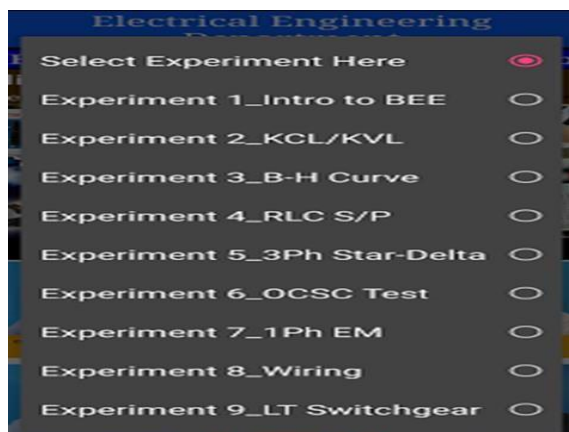 Electrical Engineering
Department
Select Experiment Here
Experiment 1_Intro to BEE
Experiment 2_KCL/KVL
Experiment 3_B-H Curve
Experiment 4_RLC S/P
Experiment 5_3Ph Star-Delta
Experiment 6_OCSC Test
Experiment 7_1Ph EM
Experiment 8_Wiring
Experiment 9_LT Switchgear